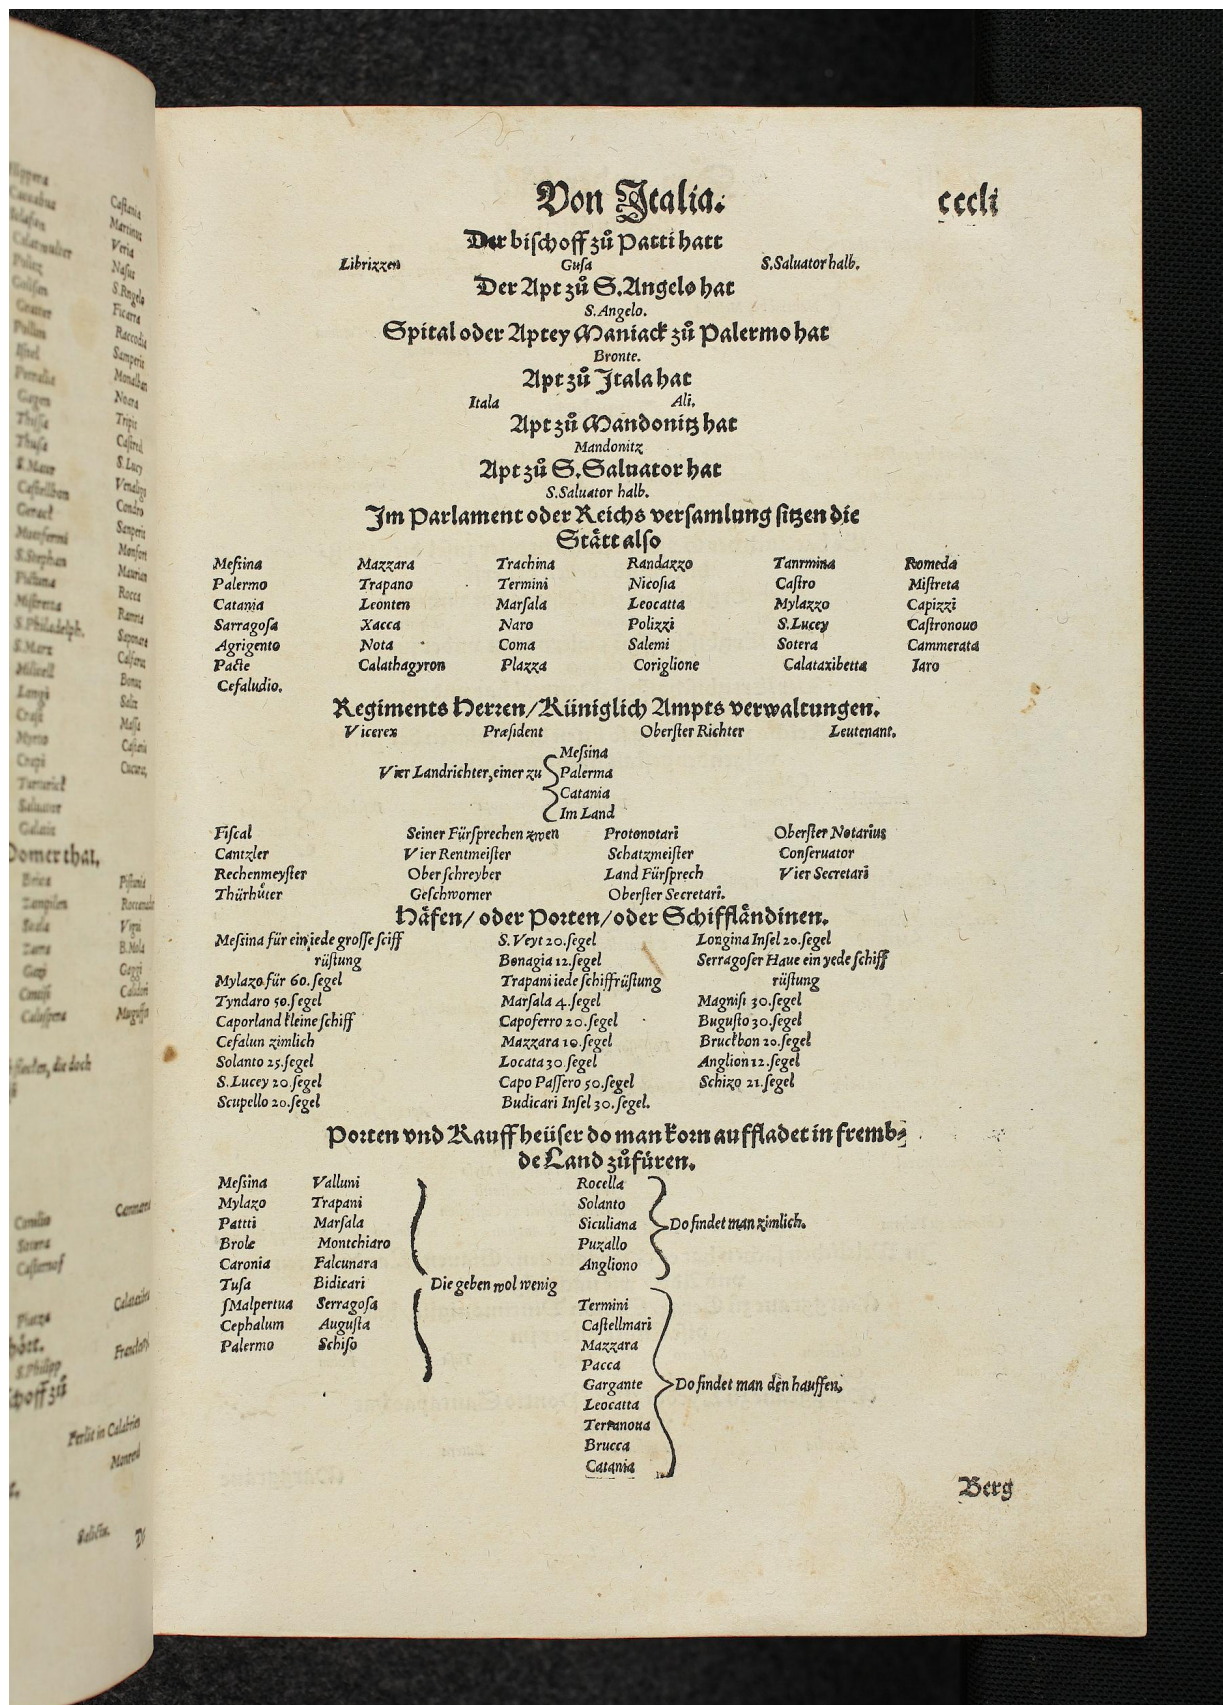 Von Italia.
cccli
Der bischoff zů Patti hatt
Librizzen Gusa S.Saluator halb.
Der Apt zů S.Angelo hat
S.Angelo.
Spital oder Aptey Maniack zů Palermo hat
Bronte.
Apt zů Itala hat
Itala Ali.
Apt zů Mandonitz hat
Mandonitz
Apt zů S.Saluator hat
S.Saluator halb.
Im Parlament oder Reichs versamlung sitzen die
Stätt also
Messina Mazzara Trachina Randazzo Tanrmina Romeda
Palermo Trapano Termini Nicosia Castro Mistreta
Catania Leonten Marsala Leocatta Mylazzo Capizzi
Sarragosa Xacca Naro Polizzi S.Lucey Castronouo
Agrigento Nota Coma Salemi Sotera Cammerata
Pacte Calathagyron Plazza Coriglione Calataxibetta Iaro
Cefaludio.
Regiments Herren/Küniglich Ampts verwaltungen.
Vicerex Præsident Oberster Richter Leutenant.
Vier Landrichter, einer zu
Messina
Palerma
Catania
Im Land
Fiscal Seiner Fürsprechen zwen Protonotari Oberster Notarius
Cantzler Vier Rentmeister Schatzmeister Conseruator
Rechenmeyster Oberschreyber Land Fürsprech Vier Secretari
Thürhůter Geschworner Oberster Secretari.
Häfen/ oder Porten/oder Schiffländinen.
Messina für ein iede grosse sciff
rüstung
Mylazo für 60.segel
Tyndaro 50.segel
Caporland kleine schiff
Cefalun zimlich
Solanto 25.segel
S.Lucey 20.segel
Scupello 20.segel
S.Veyt 20.segel
Bonagia 12.segel
Trapani iede schiffrüstung
Marsala 4.segel
Capoferro 20.segel
Mazzara 10.segel
Locata 30 segel
Capo Passero 50.segel
Budicari Insel 30.segel.
Longina Insel 20.segel
Serragoser Haue ein yede schiff
rüstung
Magnisi 30.segel
Bugusto 30.segel
Bruckbon 20.segel
Anglion 12.segel
Schizo 21.segel
Porten vnd Kauffheüser do man korn auffladet in fremb-
de Land zůfüren.
Messina Valluni
Mylazo Trapani
Pattti Marsala
Brole Montchiaro
Caronia Falcunara
Tusa Bidicari
sMalpertua Serragosa
Cephalum Augusta
Palermo Schiso
Die geben wol wenig
Rocella
Solanto
Siculiana
Puzallo
Angliono
Do findet man zimlich.
Termini
Castellmari
Mazzara
Pacca
Gargante
Leocatta
Terranoua
Brucca
Catania
Do findet man den hauffen.
Berg